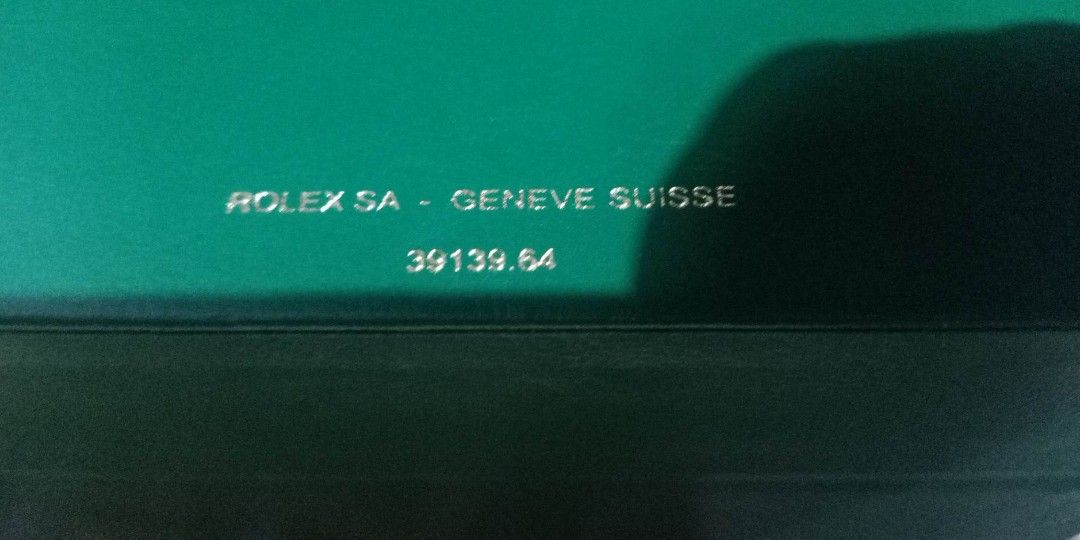 ROLEX SA - GENEVE SUISSE
39139.64